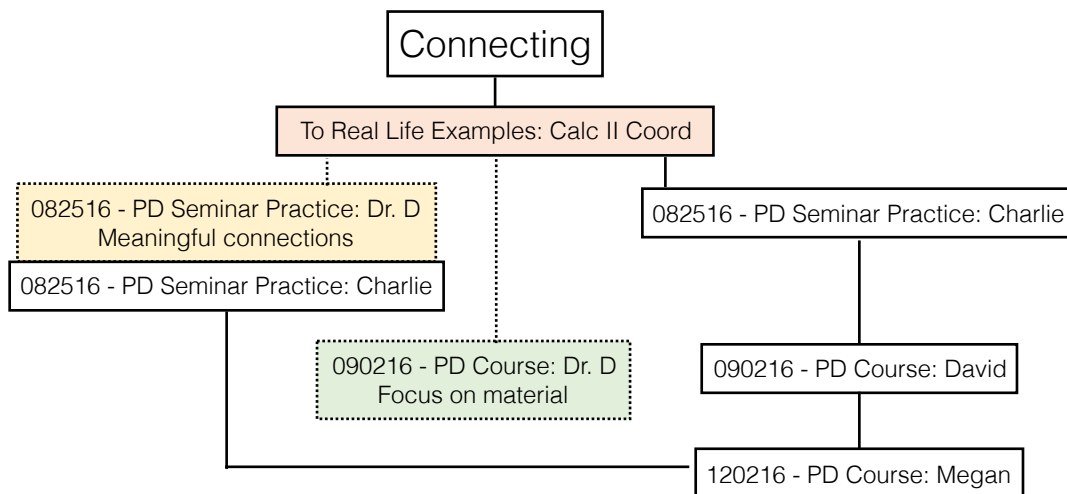 Connecting
To Real Life Examples: Calc II Coord
082516 - PD Seminar Practice: Dr. D
Meaningful connections
082516 - PD Seminar Practice: Charlie
082516 - PD Seminar Practice: Charlie
090216 - PD Course: Dr. D
Focus on material
090216 - PD Course: David
120216 - PD Course: Megan